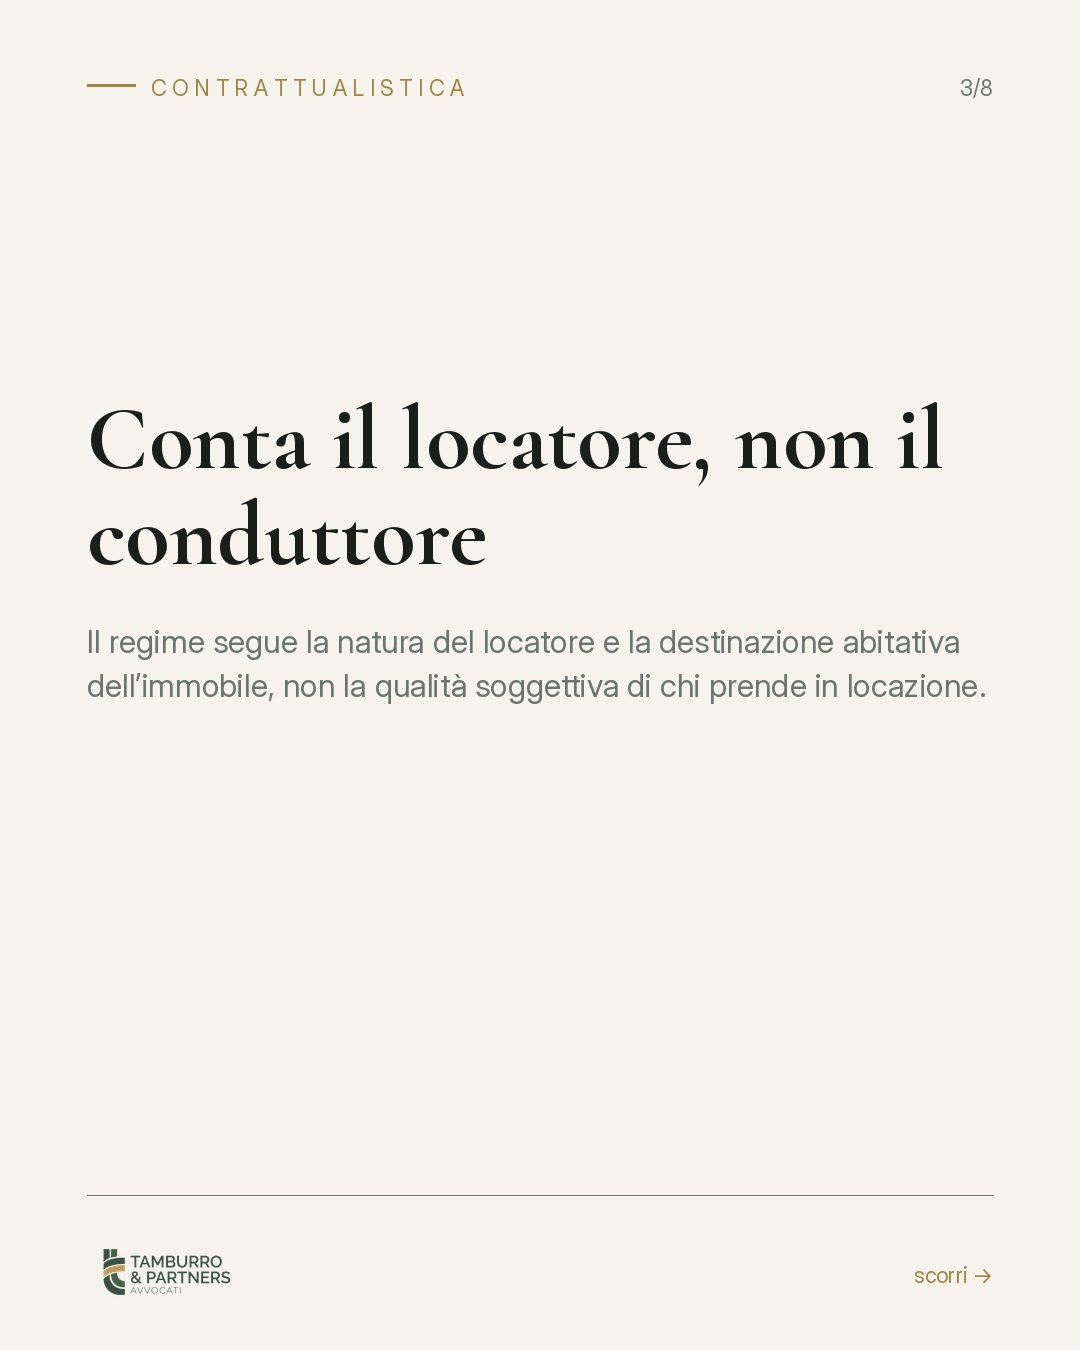 CONTRATTUALISTICA
3/8
Conta il locatore, non il
conduttore
Il regime segue la natura del locatore e la destinazione abitativa
dell’immobile, non la qualità soggettiva di chi prende in locazione.
TAMBURRO
& PARTNERS
AVVOCATI
scorri →